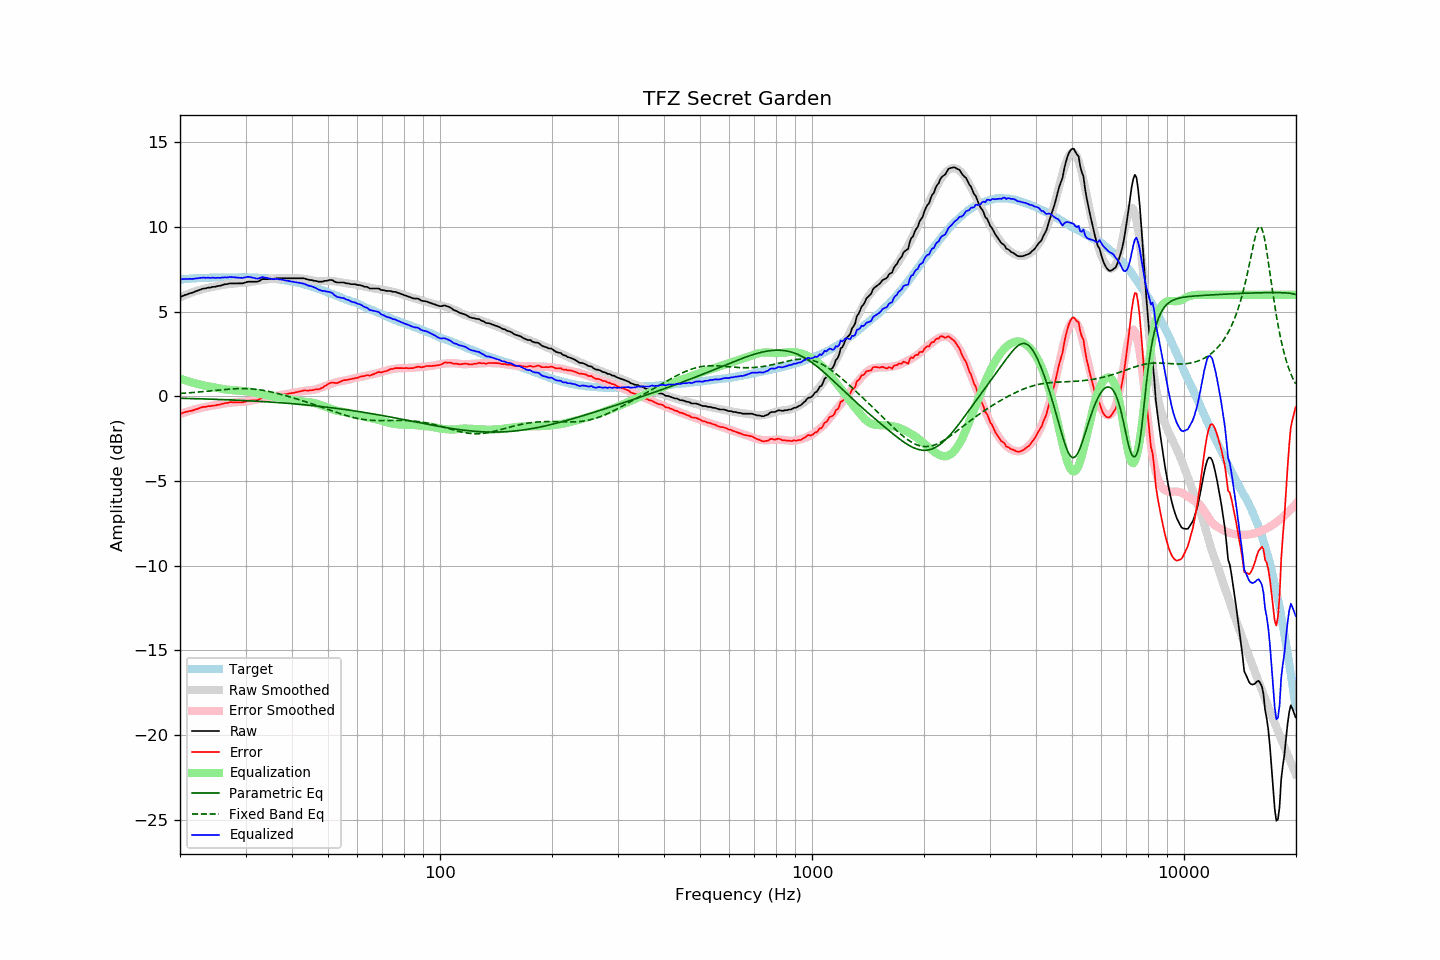 TFZ Secret Garden
15
10
5
0
−5
−10
−15
−20
−25
Amplitude (dBr)
Target
Raw Smoothed
Error Smoothed
Raw
Error
Equalization
Parametric Eq
Fixed Band Eq
Equalized
100
1000
10000
Frequency (Hz)